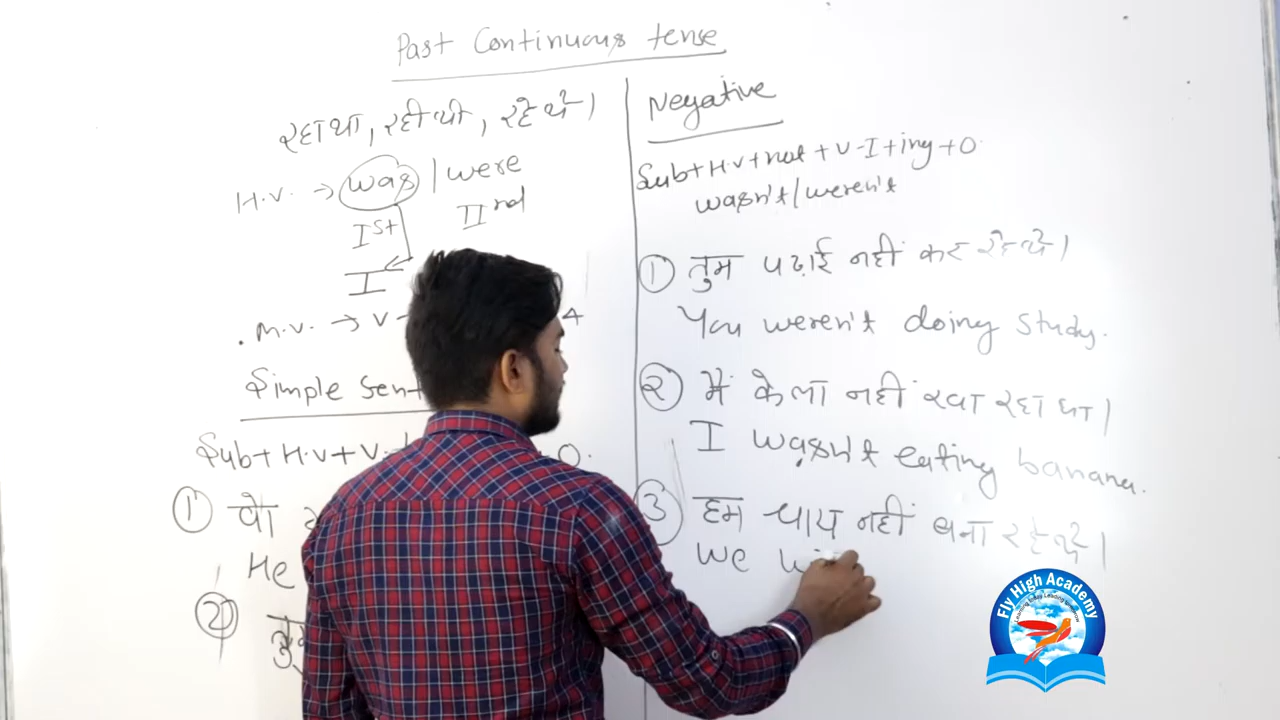 Past Continuous tense
रहा था, रही थी, रहे थे।
H.V. → was / were
Ist IInd
I
M.V. → V
4
Simple Sent
Sub + H.V + V.
O.
① वो
He
②
Negative
Sub + H.V + not + V-I + ing + O.
wasn't / weren't
① तुम पढ़ाई नहीं कर रहे थे।
You weren't doing study.
② मैं केला नहीं खा रहा था।
I wasn't eating banana.
③ हम चाय नहीं बना रहे थे।
We
Fly High Academy